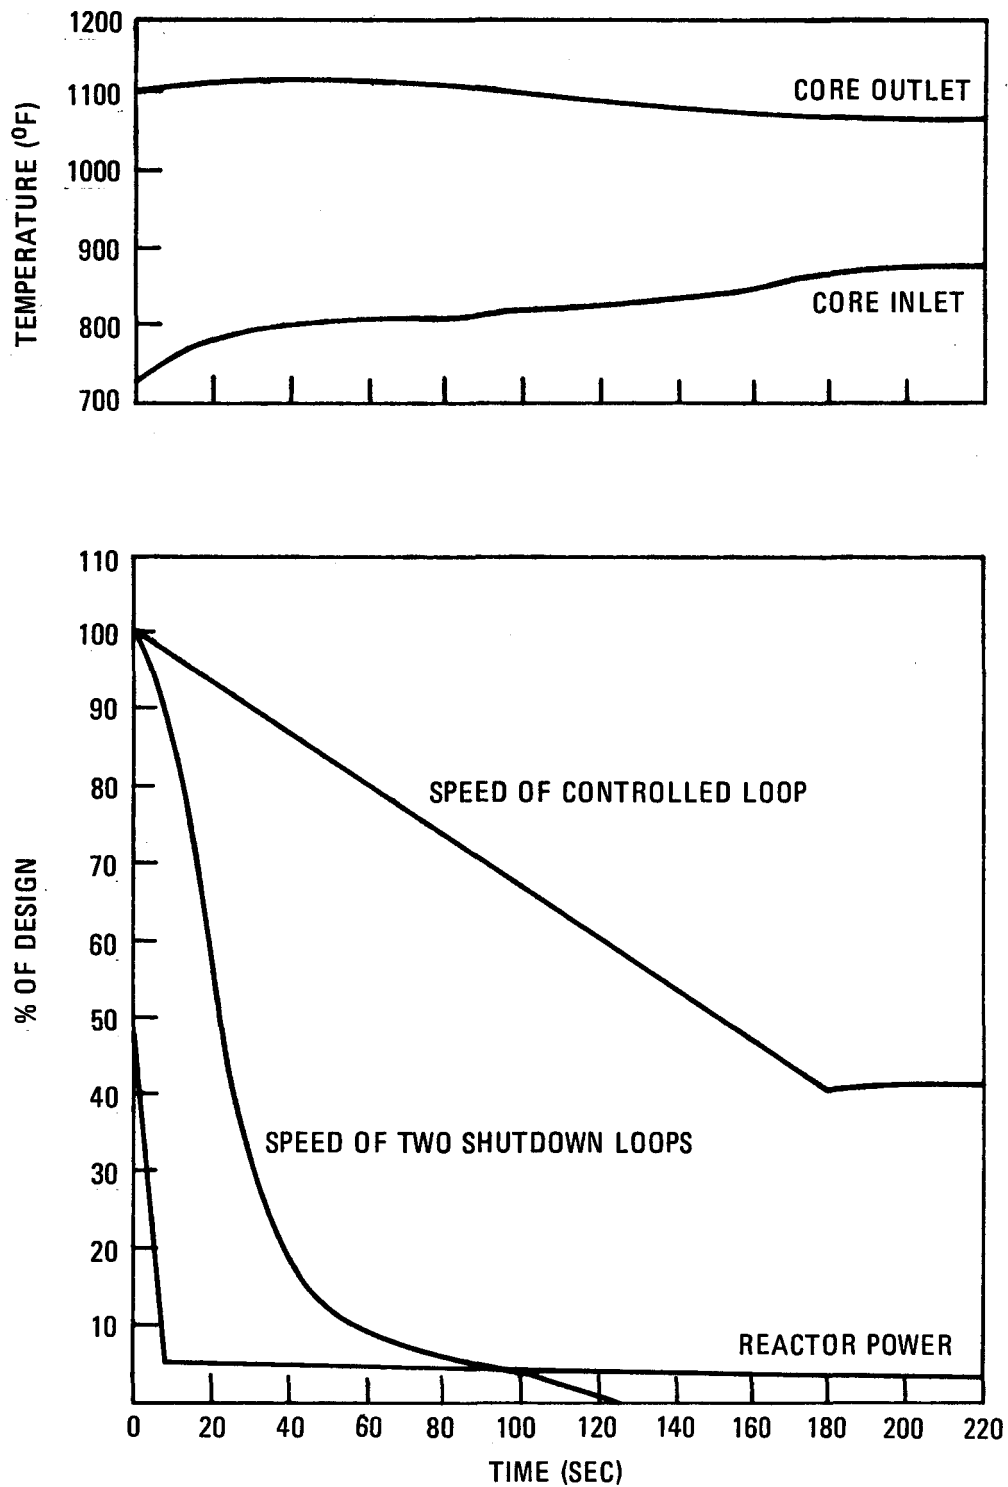 1200
1100
1000
900
800
700
TEMPERATURE (°F)
CORE OUTLET
CORE INLET
110
100
90
80
70
60
50
40
30
20
10
% OF DESIGN
SPEED OF CONTROLLED LOOP
SPEED OF TWO SHUTDOWN LOOPS
REACTOR POWER
0 20 40 60 80 100 120 140 160 180 200 220
TIME (SEC)